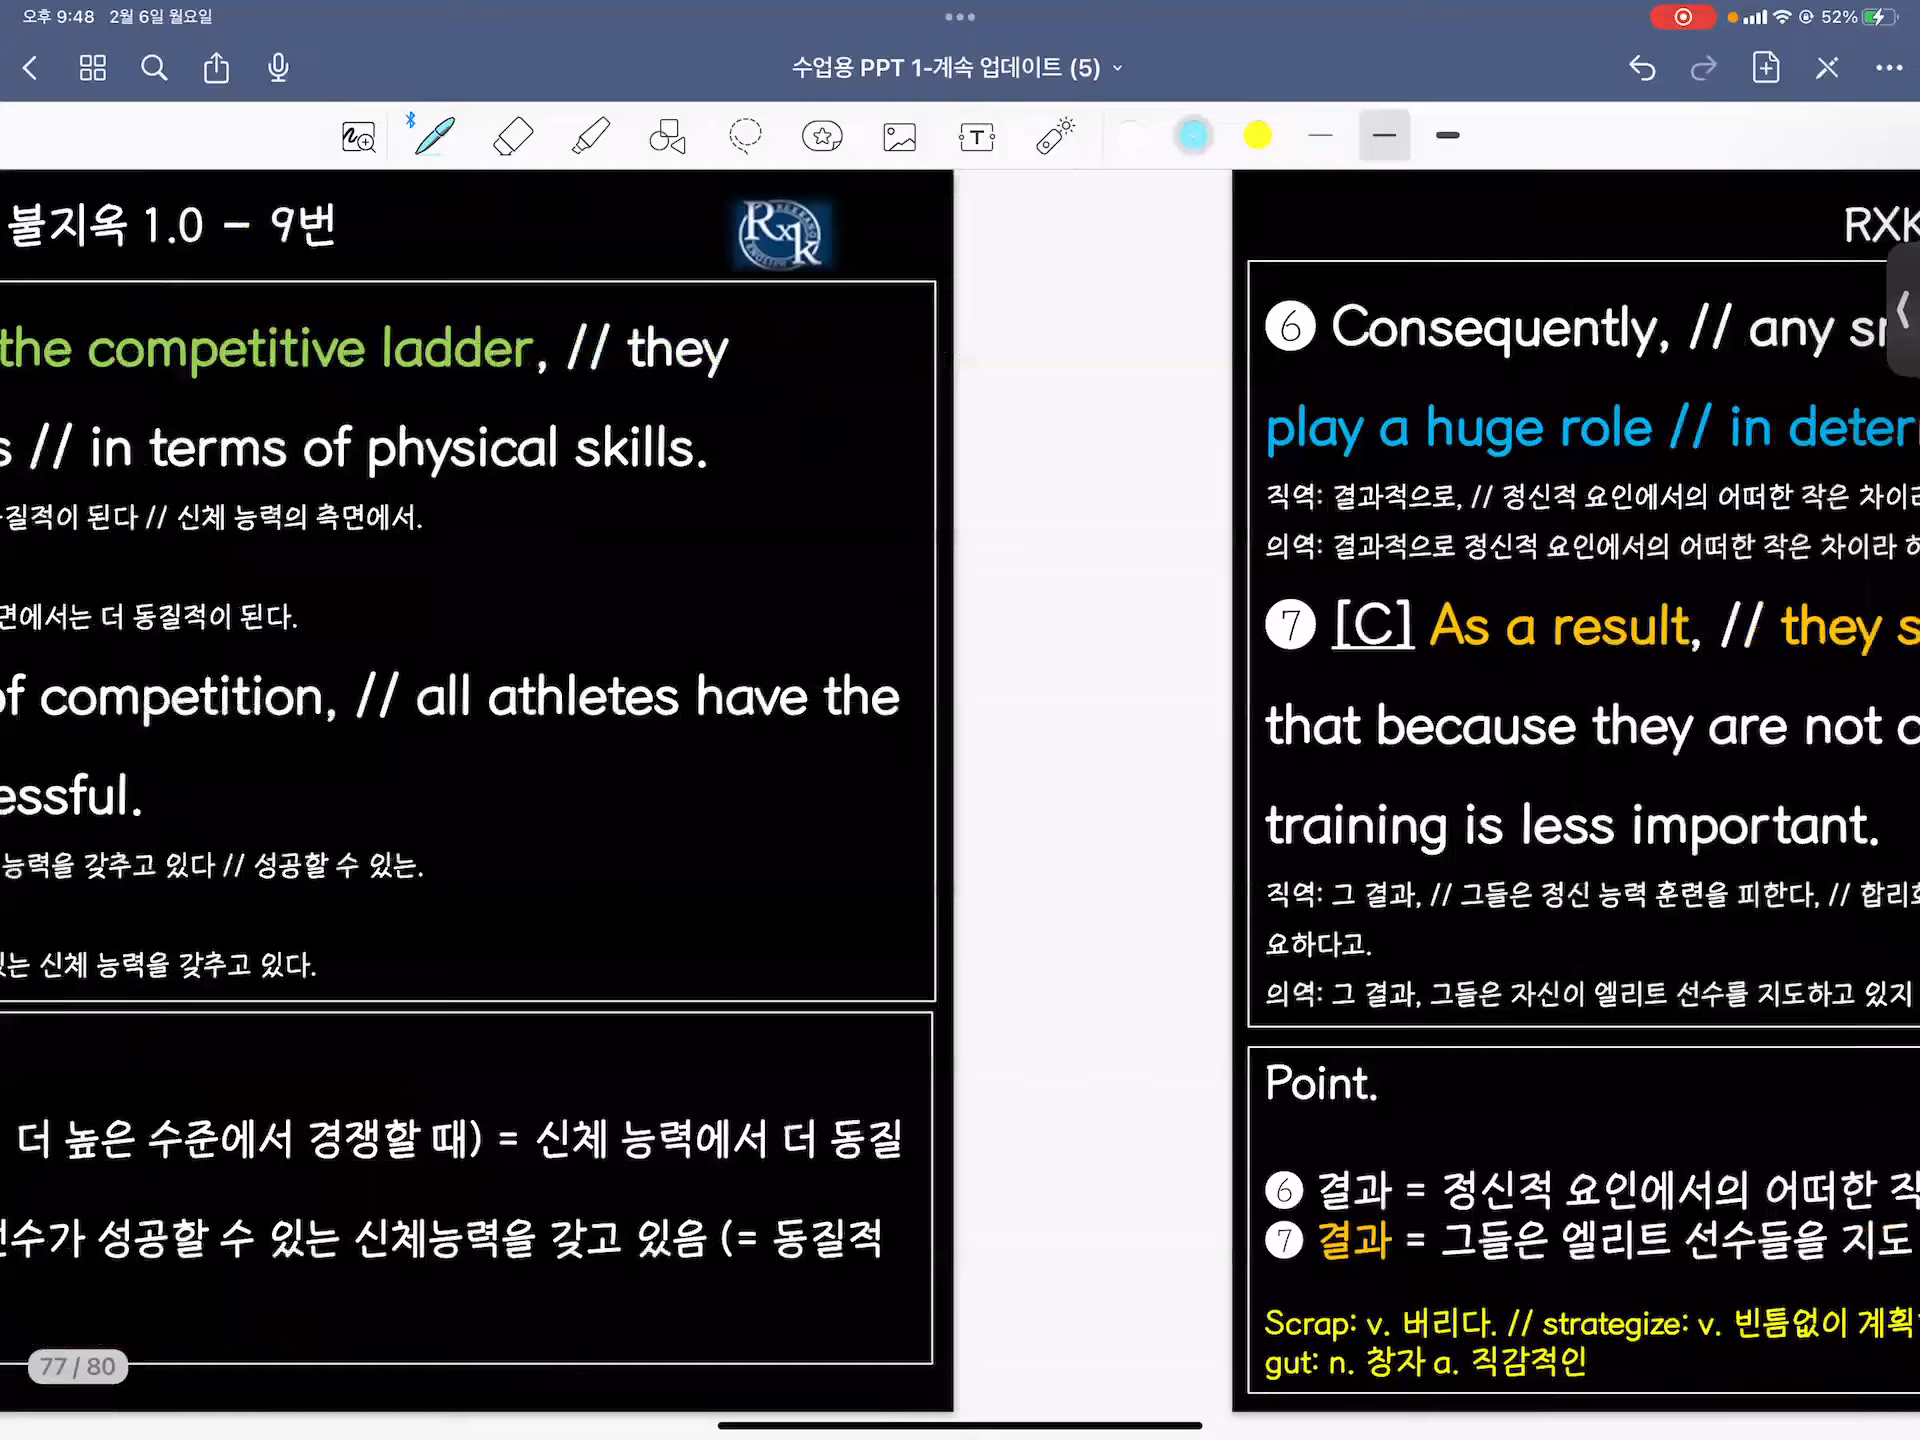 오후 9:48 2월 6일 월요일
52%
수업용 PPT 1-계속 업데이트 (5)
불지옥 1.0 – 9번
the competitive ladder, // they
s // in terms of physical skills.
질적이 된다 // 신체 능력의 측면에서.
면에서는 더 동질적이 된다.
of competition, // all athletes have the
essful.
능력을 갖추고 있다 // 성공할 수 있는.
있는 신체 능력을 갖추고 있다.
더 높은 수준에서 경쟁할 때) = 신체 능력에서 더 동질
선수가 성공할 수 있는 신체능력을 갖고 있음 (= 동질적
77 / 80
RXK
⑥ Consequently, // any sr
play a huge role // in deter
직역: 결과적으로, // 정신적 요인에서의 어떠한 작은 차이라
의역: 결과적으로 정신적 요인에서의 어떠한 작은 차이라 하
⑦ [C] As a result, // they s
that because they are not c
training is less important.
직역: 그 결과, // 그들은 정신 능력 훈련을 피한다, // 합리화
요하다고.
의역: 그 결과, 그들은 자신이 엘리트 선수를 지도하고 있지
Point.
⑥ 결과 = 정신적 요인에서의 어떠한 작
⑦ 결과 = 그들은 엘리트 선수들을 지도
Scrap: v. 버리다. // strategize: v. 빈틈없이 계획
gut: n. 창자 a. 직감적인